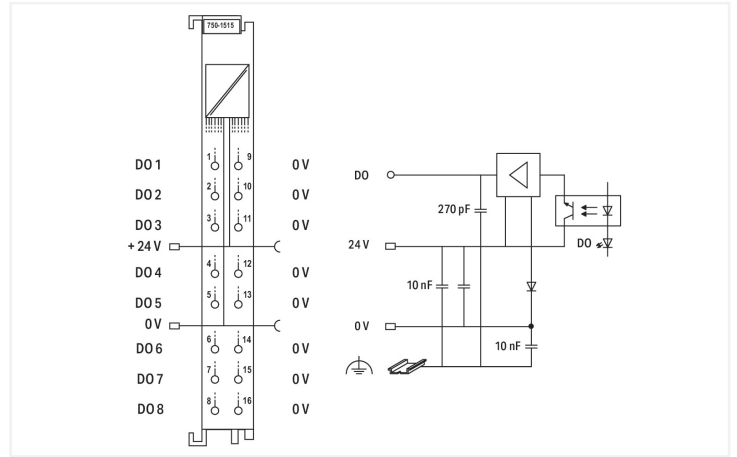 750-1515
DO 1 1 9 0 V
DO 2 2 10 0 V
DO 3 3 11 0 V
+ 24 V
DO 4 4 12 0 V
DO 5 5 13 0 V
0 V
DO 6 6 14 0 V
DO 7 7 15 0 V
DO 8 8 16 0 V
DO
270 pF
24 V
DO
10 nF
0 V
10 nF